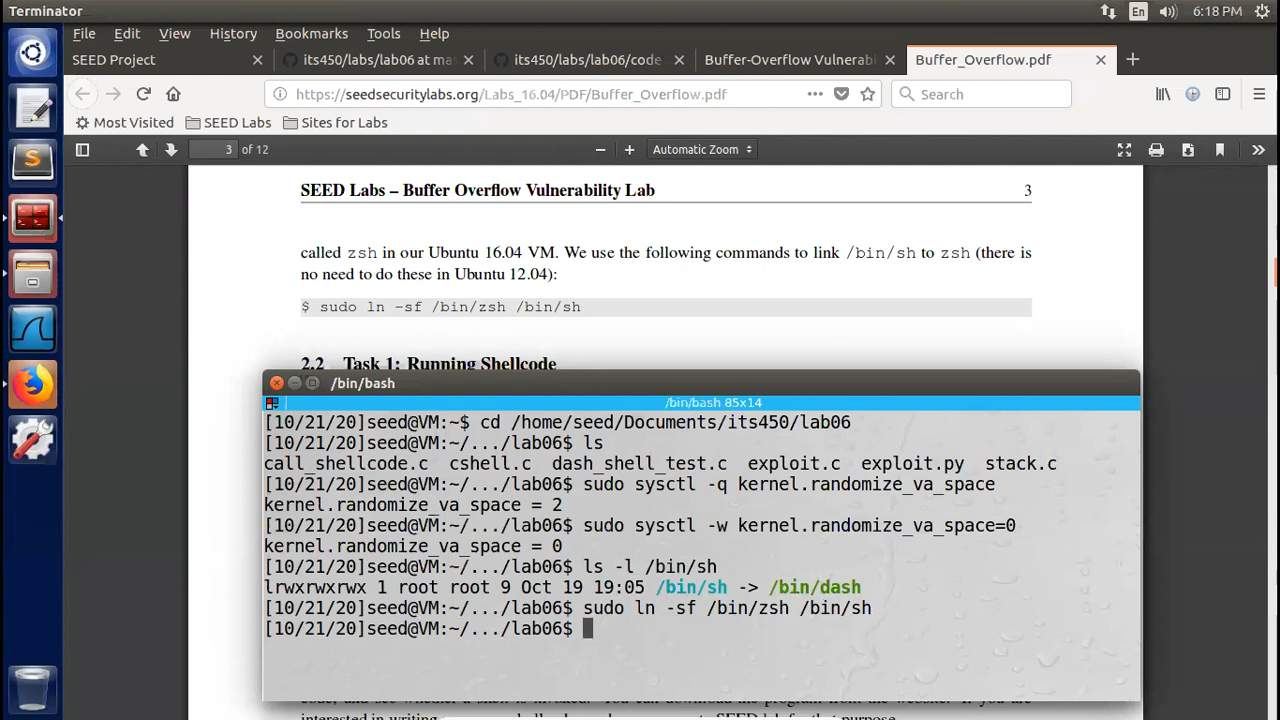 Terminator
En
6:18 PM
File Edit View History Bookmarks Tools Help
SEED Project
its450/labs/lab06 at mas
its450/labs/lab06/code
Buffer-Overflow Vulnerabi
Buffer_Overflow.pdf
https://seedsecuritylabs.org/Labs_16.04/PDF/Buffer_Overflow.pdf
Search
Most Visited SEED Labs Sites for Labs
3 of 12
Automatic Zoom
SEED Labs – Buffer Overflow Vulnerability Lab 3
called zsh in our Ubuntu 16.04 VM. We use the following commands to link /bin/sh to zsh (there is
no need to do these in Ubuntu 12.04):
$ sudo ln -sf /bin/zsh /bin/sh
2.2 Task 1: Running Shellcode
/bin/bash
/bin/bash 85x14
[10/21/20]seed@VM:~$ cd /home/seed/Documents/its450/lab06
[10/21/20]seed@VM:~/.../lab06$ ls
call_shellcode.c cshell.c dash_shell_test.c exploit.c exploit.py stack.c
[10/21/20]seed@VM:~/.../lab06$ sudo sysctl -q kernel.randomize_va_space
kernel.randomize_va_space = 2
[10/21/20]seed@VM:~/.../lab06$ sudo sysctl -w kernel.randomize_va_space=0
kernel.randomize_va_space = 0
[10/21/20]seed@VM:~/.../lab06$ ls -l /bin/sh
lrwxrwxrwx 1 root root 9 Oct 19 19:05 /bin/sh -> /bin/dash
[10/21/20]seed@VM:~/.../lab06$ sudo ln -sf /bin/zsh /bin/sh
[10/21/20]seed@VM:~/.../lab06$